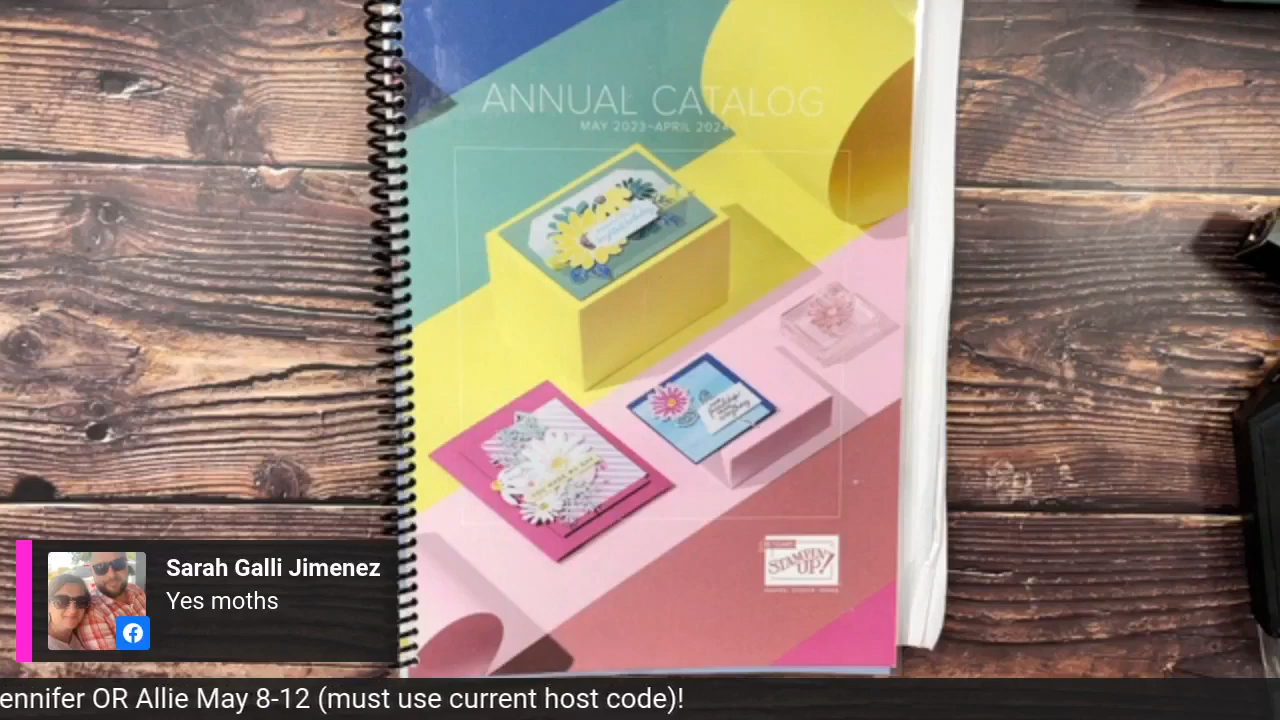 ANNUAL CATALOG
MAY 2023–APRIL 2024
STAMPIN'
UP!
Sarah Galli Jimenez
Yes moths
ennifer OR Allie May 8-12 (must use current host code)!